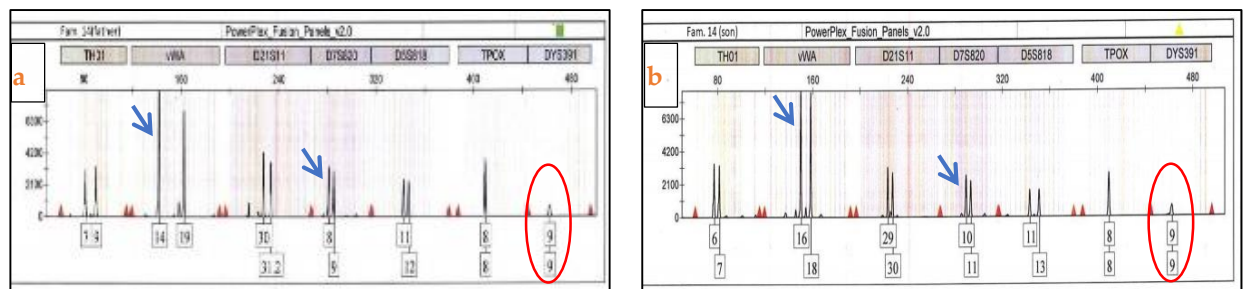 a
Fam. 14(father) PowerPlex_Fusion_Panels_v2.0
TH01 vWA D21S11 D7S820 D5S818 TPOX DYS391
80 160 240 320 400 480
6300
4200
2100
0
7 9 14 19 30 8 11 8 9
31.2 9 12 8 9
b
Fam. 14 (son) PowerPlex_Fusion_Panels_v2.0
TH01 vWA D21S11 D7S820 D5S818 TPOX DYS391
80 160 240 320 400 480
6300
4200
2100
0
6 16 29 10 11 8 9
7 18 30 11 13 8 9